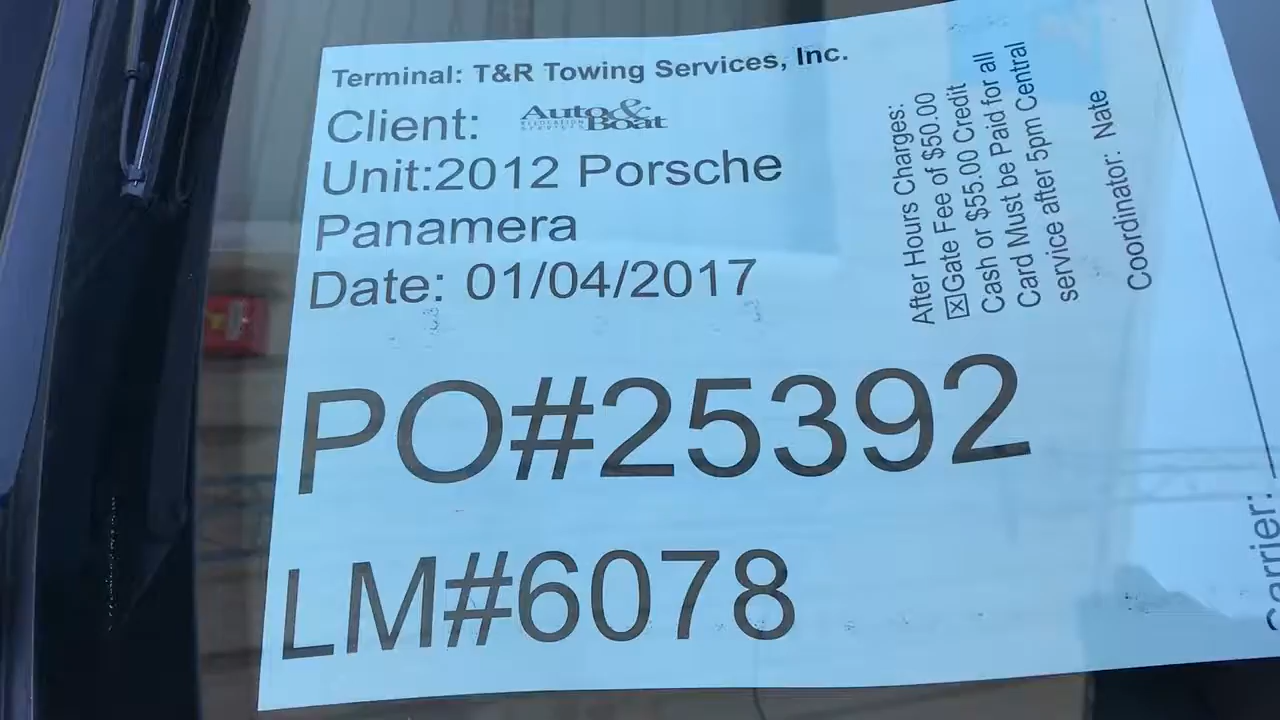 Terminal: T&R Towing Services, Inc.
Client: Auto & Boat
RELOCATION SERVICES
Unit:2012 Porsche
Panamera
Date: 01/04/2017
PO#25392
LM#6078
After Hours Charges:
☒Gate Fee of $50.00
Cash or $55.00 Credit
Card Must be Paid for all
service after 5pm Central
Coordinator: Nate